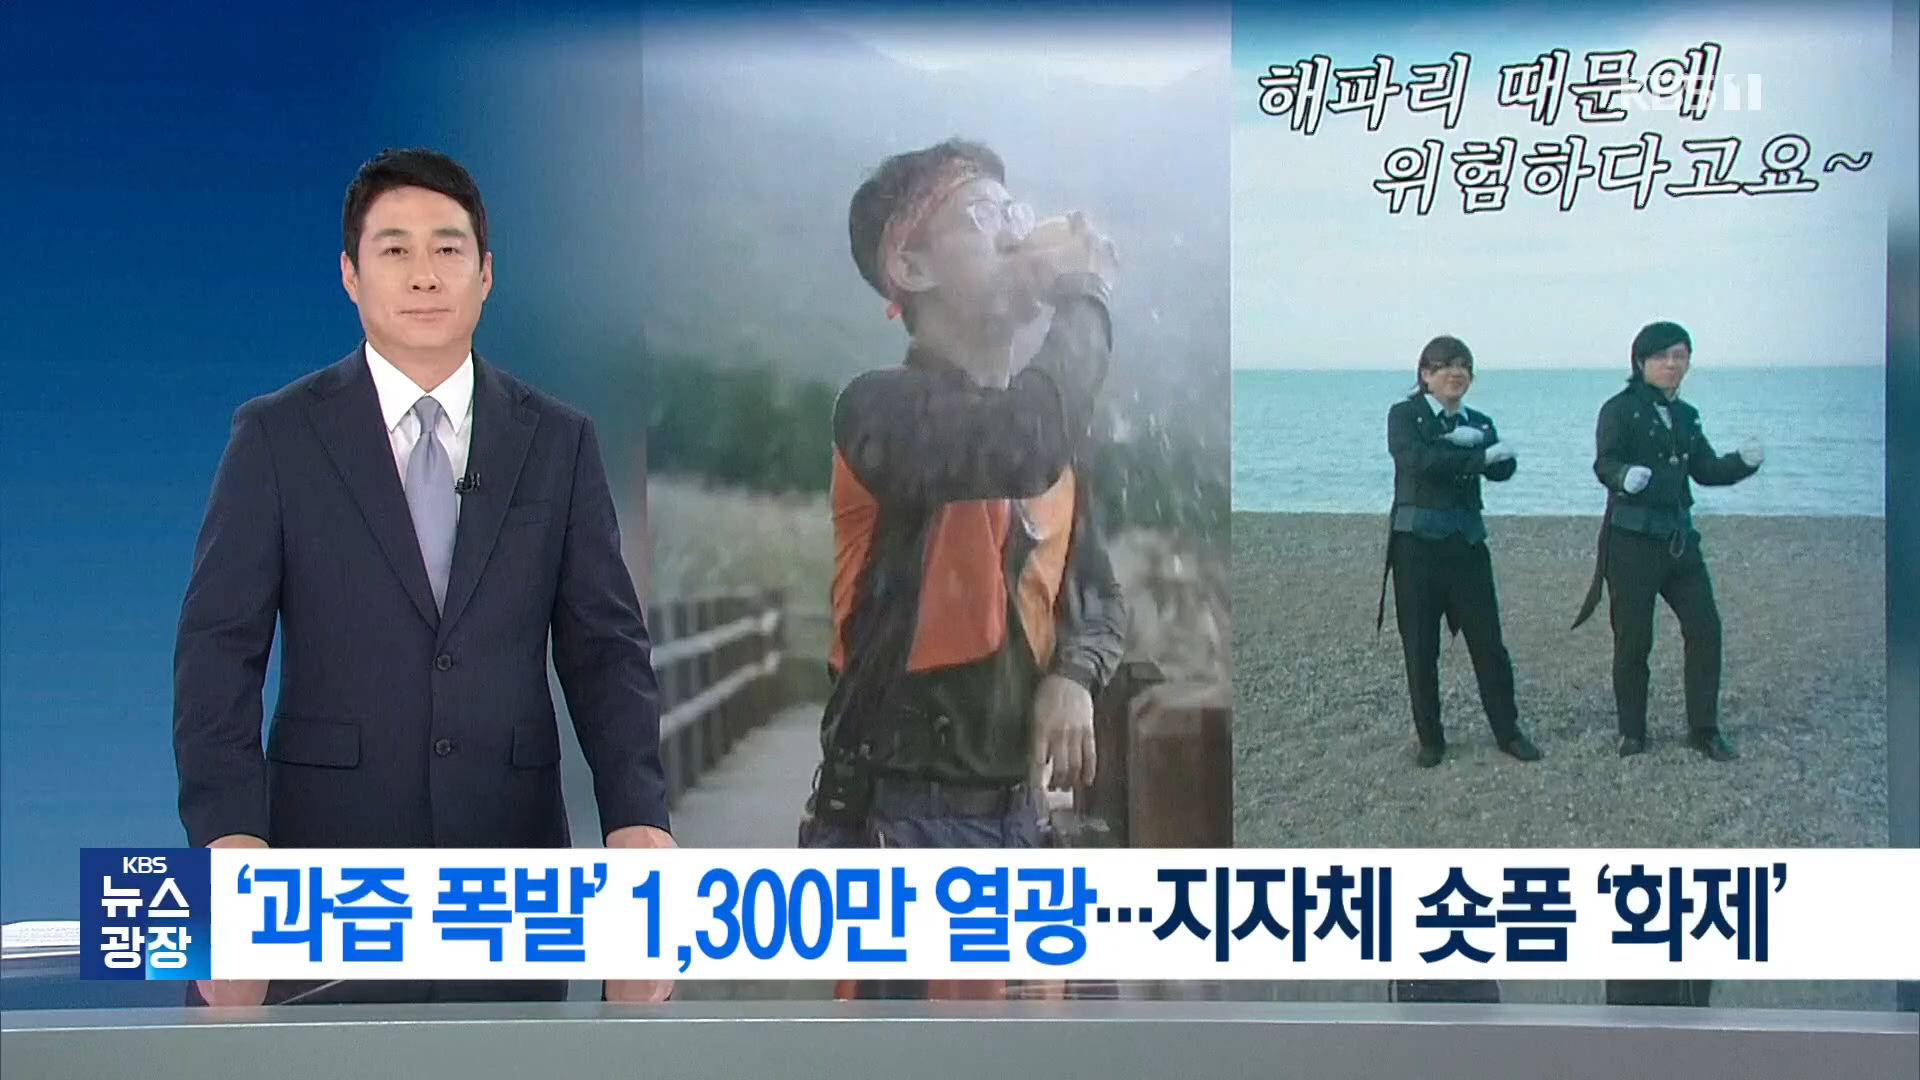 해파리 때문에
위험하다고요~
KBS 1
KBS
뉴스
광장
‘과즙 폭발’ 1,300만 열광…지자체 숏폼 ‘화제’